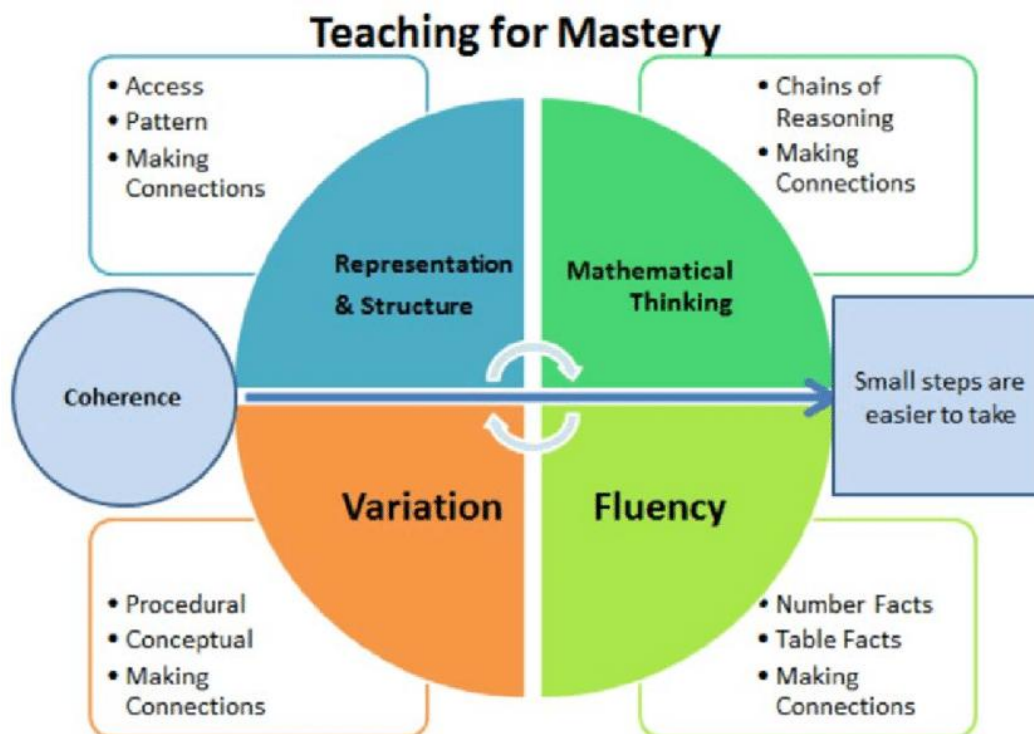 Teaching for Mastery
• Access
• Pattern
• Making
Connections
• Chains of
Reasoning
• Making
Connections
Representation
& Structure
Mathematical
Thinking
Coherence
Small steps are
easier to take
Variation
Fluency
• Procedural
• Conceptual
• Making
Connections
• Number Facts
• Table Facts
• Making
Connections